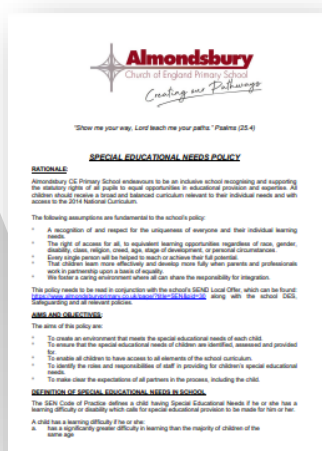 Almondsbury
Church of England Primary School
Creating our Pathways
"Show me your way, Lord teach me your paths." Psalms (25.4)
SPECIAL EDUCATIONAL NEEDS POLICY
RATIONALE:
Almondsbury CE Primary School endeavours to be an inclusive school recognising and supporting
the statutory rights of all pupils to equal opportunities in educational provision and expertise. All
children should receive a broad and balanced curriculum relevant to their individual needs and with
access to the 2014 National Curriculum.
The following assumptions are fundamental to the school's policy:
* A recognition of and respect for the uniqueness of everyone and their individual learning
needs.
* The right of access for all, to equivalent learning opportunities regardless of race, gender,
disability, class, religion, creed, age, stage of development, or personal circumstances.
* Every single person will be helped to reach or achieve their full potential.
* That children learn more effectively and develop more fully when parents and professionals
work in partnership upon a basis of equality.
* We foster a caring environment where all can share the responsibility for integration.
This policy needs to be read in conjunction with the school's SEND Local Offer, which can be found:
https://www.almondsburyprimary.co.uk/page/?title=SEN&pid=30 along with the school DES,
Safeguarding and all relevant policies.
AIMS AND OBJECTIVES:
The aims of this policy are:
* To create an environment that meets the special educational needs of each child.
* To ensure that the special educational needs of children are identified, assessed and provided
for.
* To enable all children to have access to all elements of the school curriculum.
* To identify the roles and responsibilities of staff in providing for children's special educational
needs.
* To make clear the expectations of all partners in the process, including the child.
DEFINITION OF SPECIAL EDUCATIONAL NEEDS IN SCHOOL
The SEN Code of Practice defines a child having Special Educational Needs if he or she has a
learning difficulty or disability which calls for special educational provision to be made for him or her.
A child has a learning difficulty if he or she:
a. has a significantly greater difficulty in learning than the majority of children of the
same age